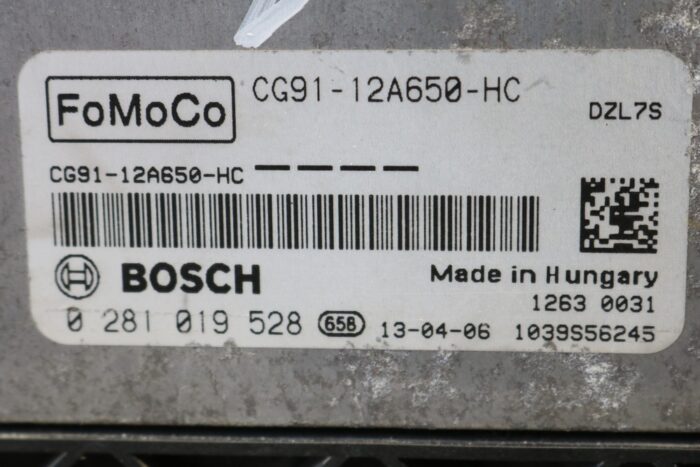 FoMoCo CG91-12A650-HC
DZL7S
CG91-12A650-HC — — — —
BOSCH Made in Hungary
1263 0031
0 281 019 528 65B 13-04-06 1039S56245